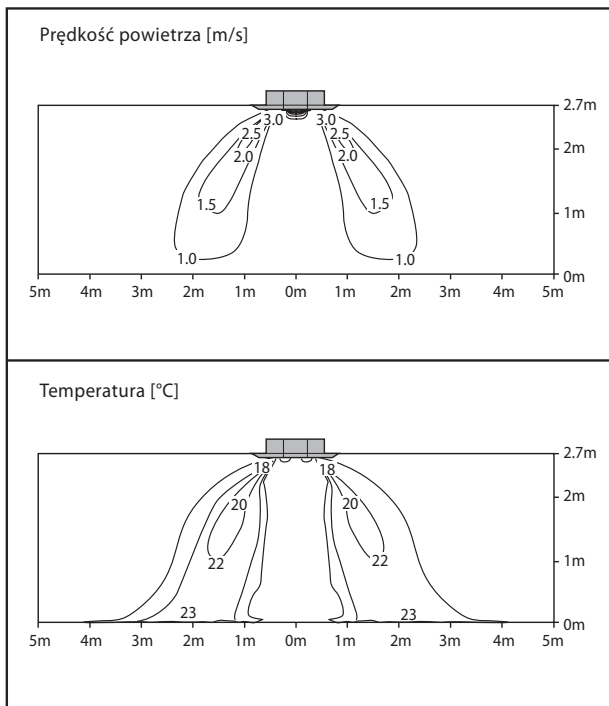 Prędkość powietrza [m/s]
2.7m
3.0 3.0
2.5 2.5
2.0 2.0
2m
1.5 1.5
1m
1.0 1.0
0m
5m 4m 3m 2m 1m 0m 1m 2m 3m 4m 5m
Temperatura [°C]
2.7m
18 18
20 20
2m
22 22
1m
23 23
0m
5m 4m 3m 2m 1m 0m 1m 2m 3m 4m 5m